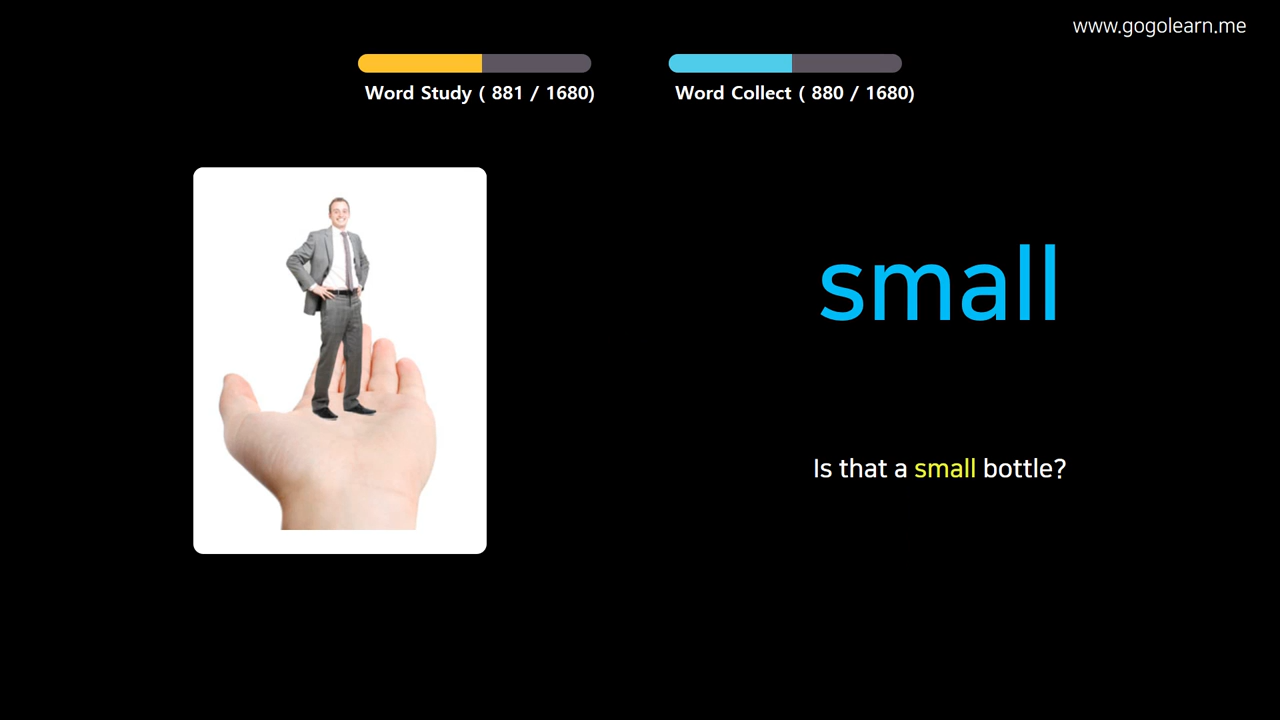 www.gogolearn.me
Word Study ( 881 / 1680)
Word Collect ( 880 / 1680)
small
Is that a small bottle?